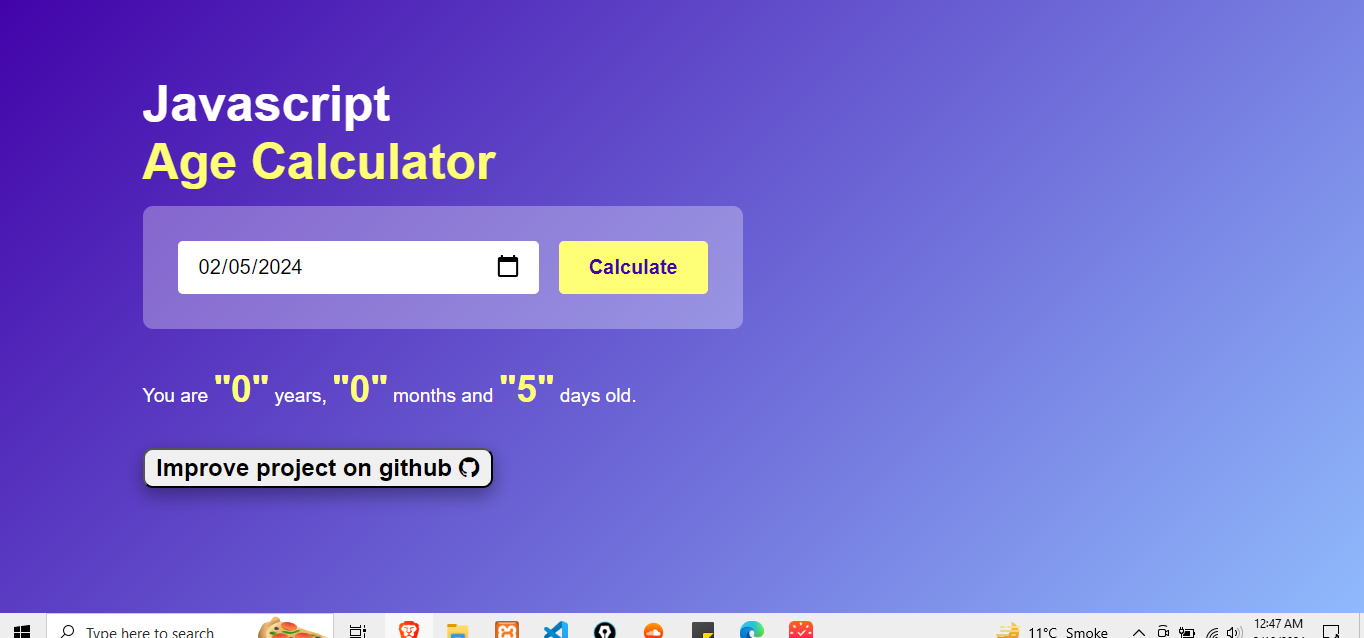 Javascript
Age Calculator
02/05/2024
Calculate
You are "0" years, "0" months and "5" days old.
Improve project on github
Type here to search
11°C Smoke
12:47 AM